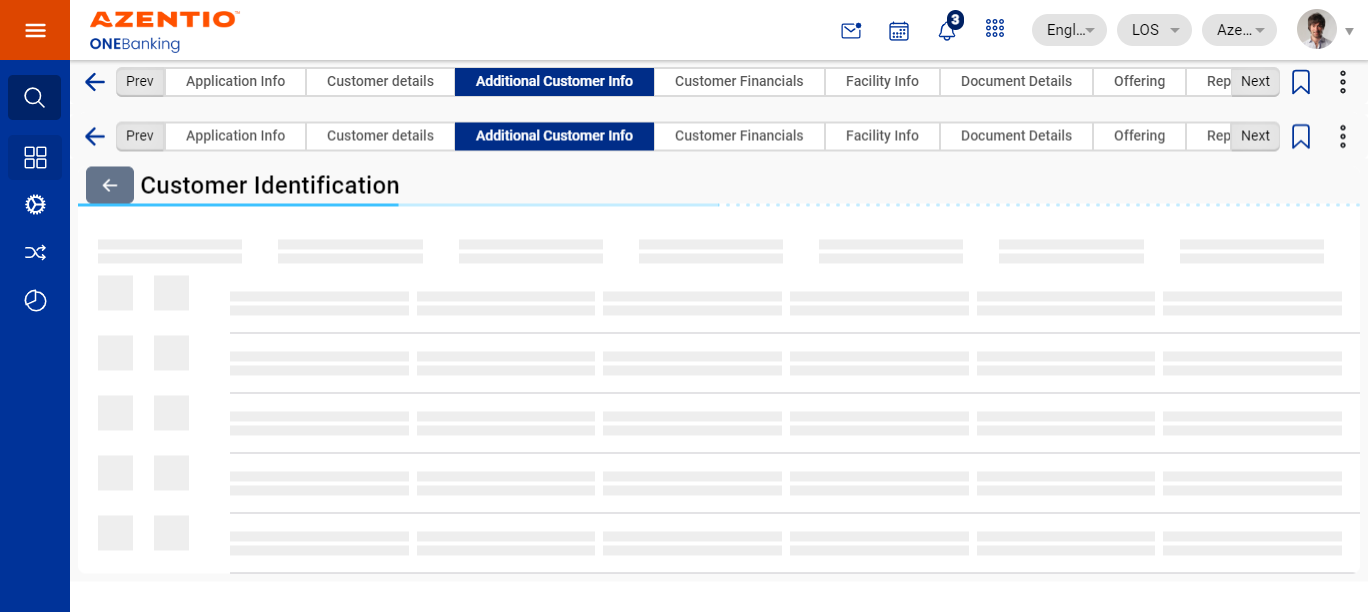 AZENTIO™
ONEBanking
3
Engl...
LOS
Aze...
Prev Application Info Customer details Additional Customer Info Customer Financials Facility Info Document Details Offering Rep Next
Prev Application Info Customer details Additional Customer Info Customer Financials Facility Info Document Details Offering Rep Next
Customer Identification